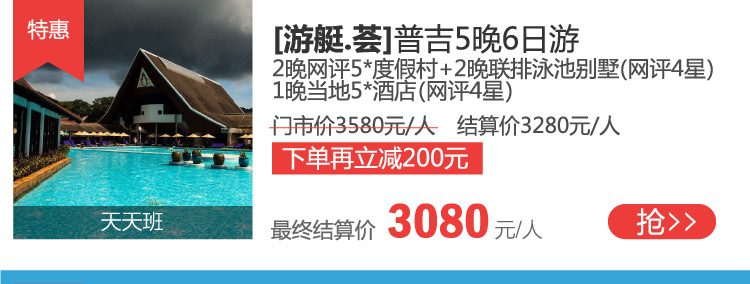 特惠
[游艇.荟]普吉5晚6日游
2晚网评5*度假村+2晚联排泳池别墅(网评4星)
1晚当地5*酒店(网评4星)
门市价3580元/人 结算价3280元/人
下单再立减200元
天天班
最终结算价 3080 元/人
抢>>